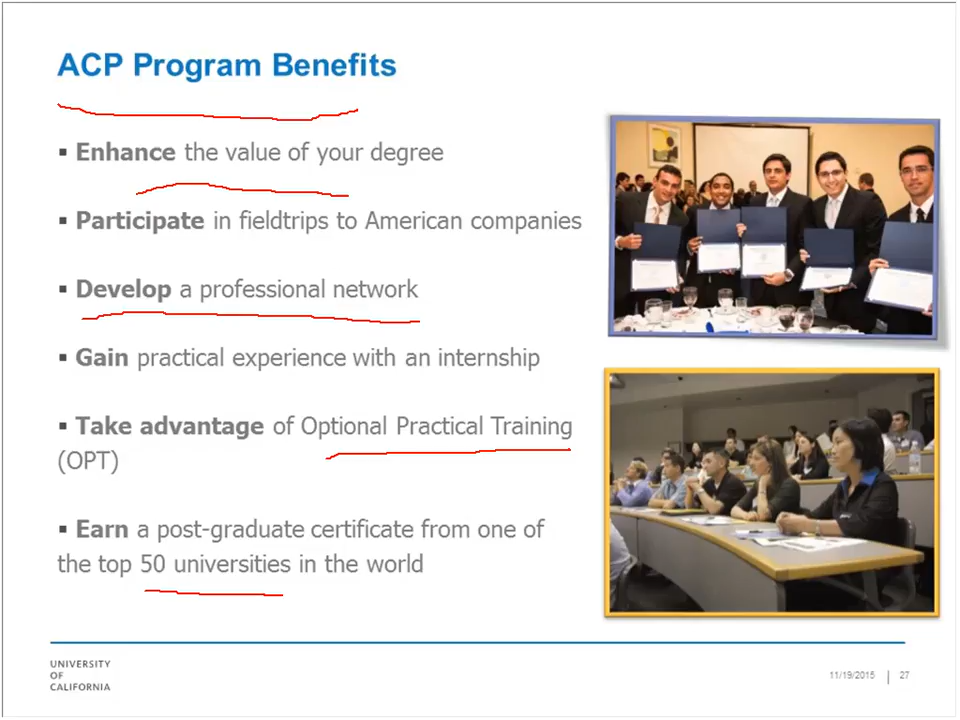 ACP Program Benefits
▪ Enhance the value of your degree
▪ Participate in fieldtrips to American companies
▪ Develop a professional network
▪ Gain practical experience with an internship
▪ Take advantage of Optional Practical Training
(OPT)
▪ Earn a post-graduate certificate from one of
the top 50 universities in the world
UNIVERSITY
OF
CALIFORNIA
11/19/2015 | 27